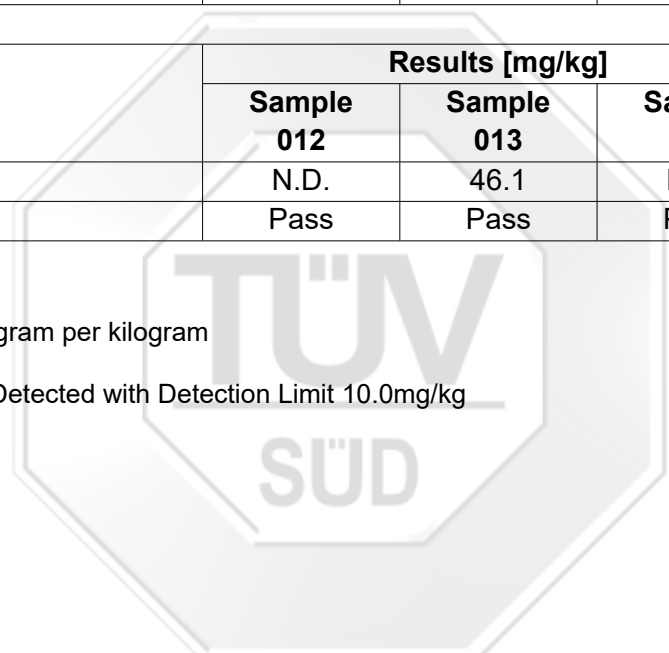 Results [mg/kg]
Sample 012 Sample 013
N.D. 46.1
Pass Pass
gram per kilogram
Detected with Detection Limit 10.0mg/kg
TÜV
SÜD